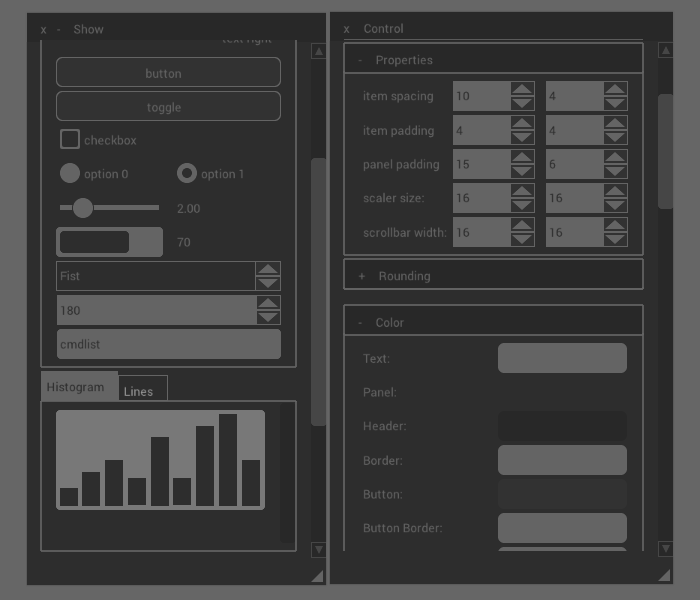 x - Show
text right
button
toggle
checkbox
option 0 option 1
2.00
70
Fist
180
cmdlist
Histogram Lines
x Control
- Properties
item spacing 10 4
item padding 4 4
panel padding 15 6
scaler size: 16 16
scrollbar width: 16 16
+ Rounding
- Color
Text:
Panel:
Header:
Border:
Button:
Button Border: